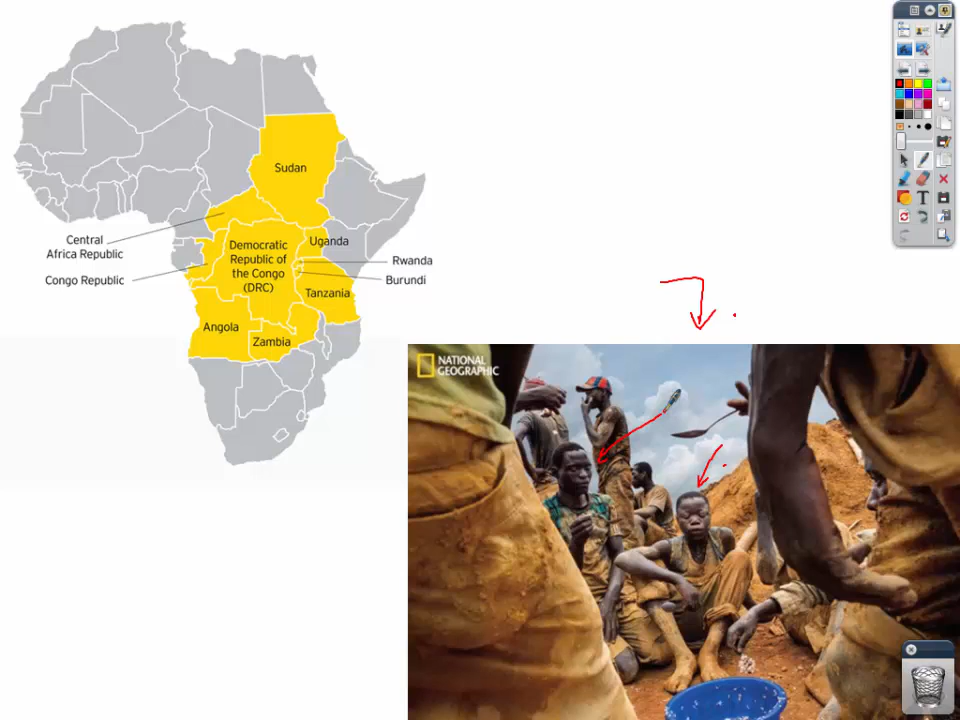 Sudan
Central
Africa Republic
Democratic
Republic of
the Congo
(DRC)
Uganda
Rwanda
Congo Republic
Burundi
Tanzania
Angola
Zambia
NATIONAL
GEOGRAPHIC